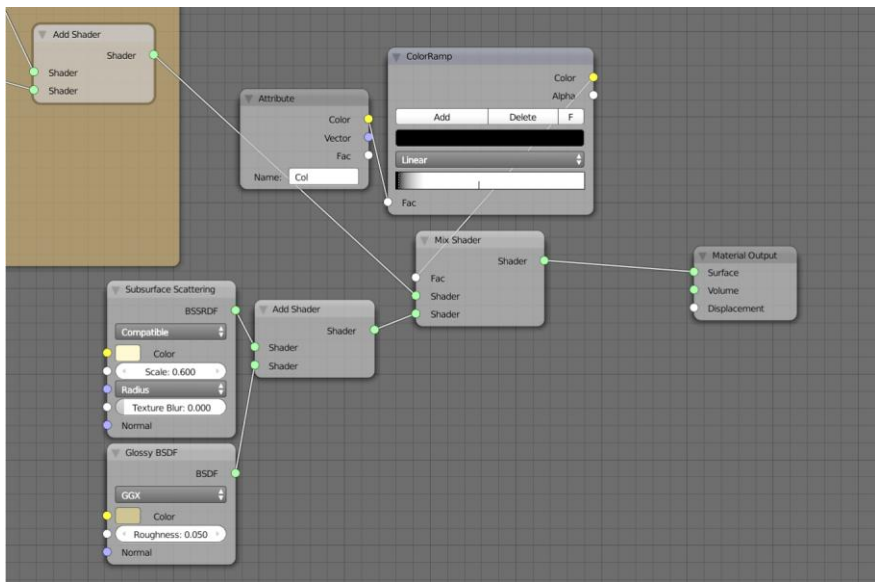 Add Shader
Shader
Shader
Shader
Attribute
Color
Vector
Fac
Name: Col
ColorRamp
Color
Alpha
Add Delete F
Linear
Fac
Mix Shader
Shader
Fac
Shader
Shader
Material Output
Surface
Volume
Displacement
Subsurface Scattering
BSSRDF
Compatible
Color
Scale: 0.600
Radius
Texture Blur: 0.000
Normal
Add Shader
Shader
Shader
Shader
Glossy BSDF
BSDF
GGX
Color
Roughness: 0.050
Normal